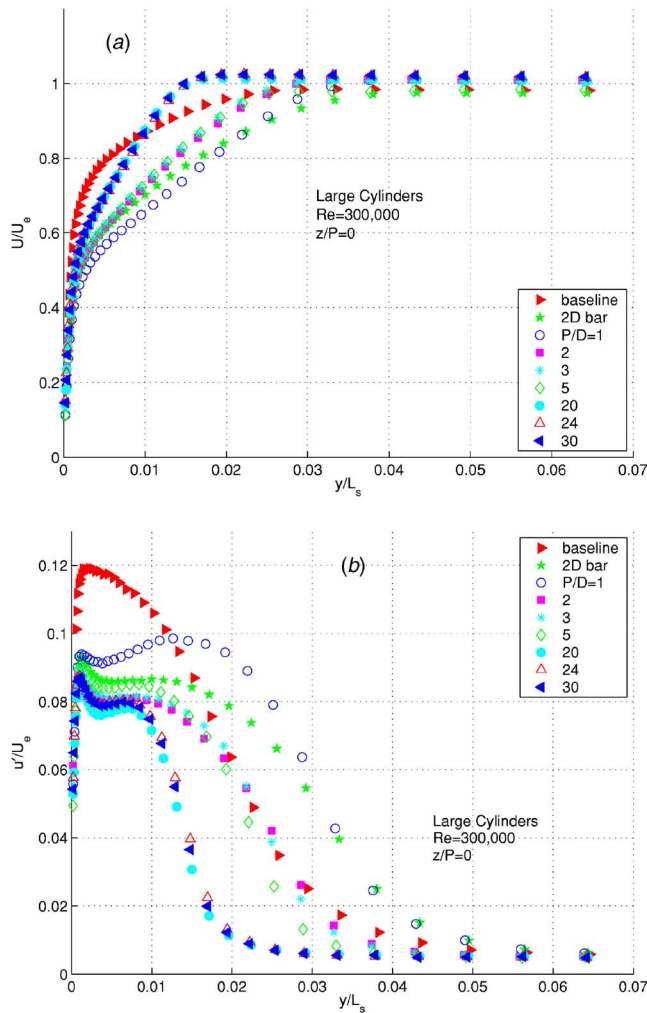 (a)
1
0.8
0.6
0.4
0.2
0
U/Uₑ
Large Cylinders
Re=300,000
z/P=0
baseline
2D bar
P/D=1
2
3
5
20
24
30
0 0.01 0.02 0.03 0.04 0.05 0.06 0.07
y/Lₛ
(b)
0.12
0.1
0.08
0.06
0.04
0.02
0
u'/Uₑ
baseline
2D bar
P/D=1
2
3
5
20
24
30
Large Cylinders
Re=300,000
z/P=0
0 0.01 0.02 0.03 0.04 0.05 0.06 0.07
y/Lₛ